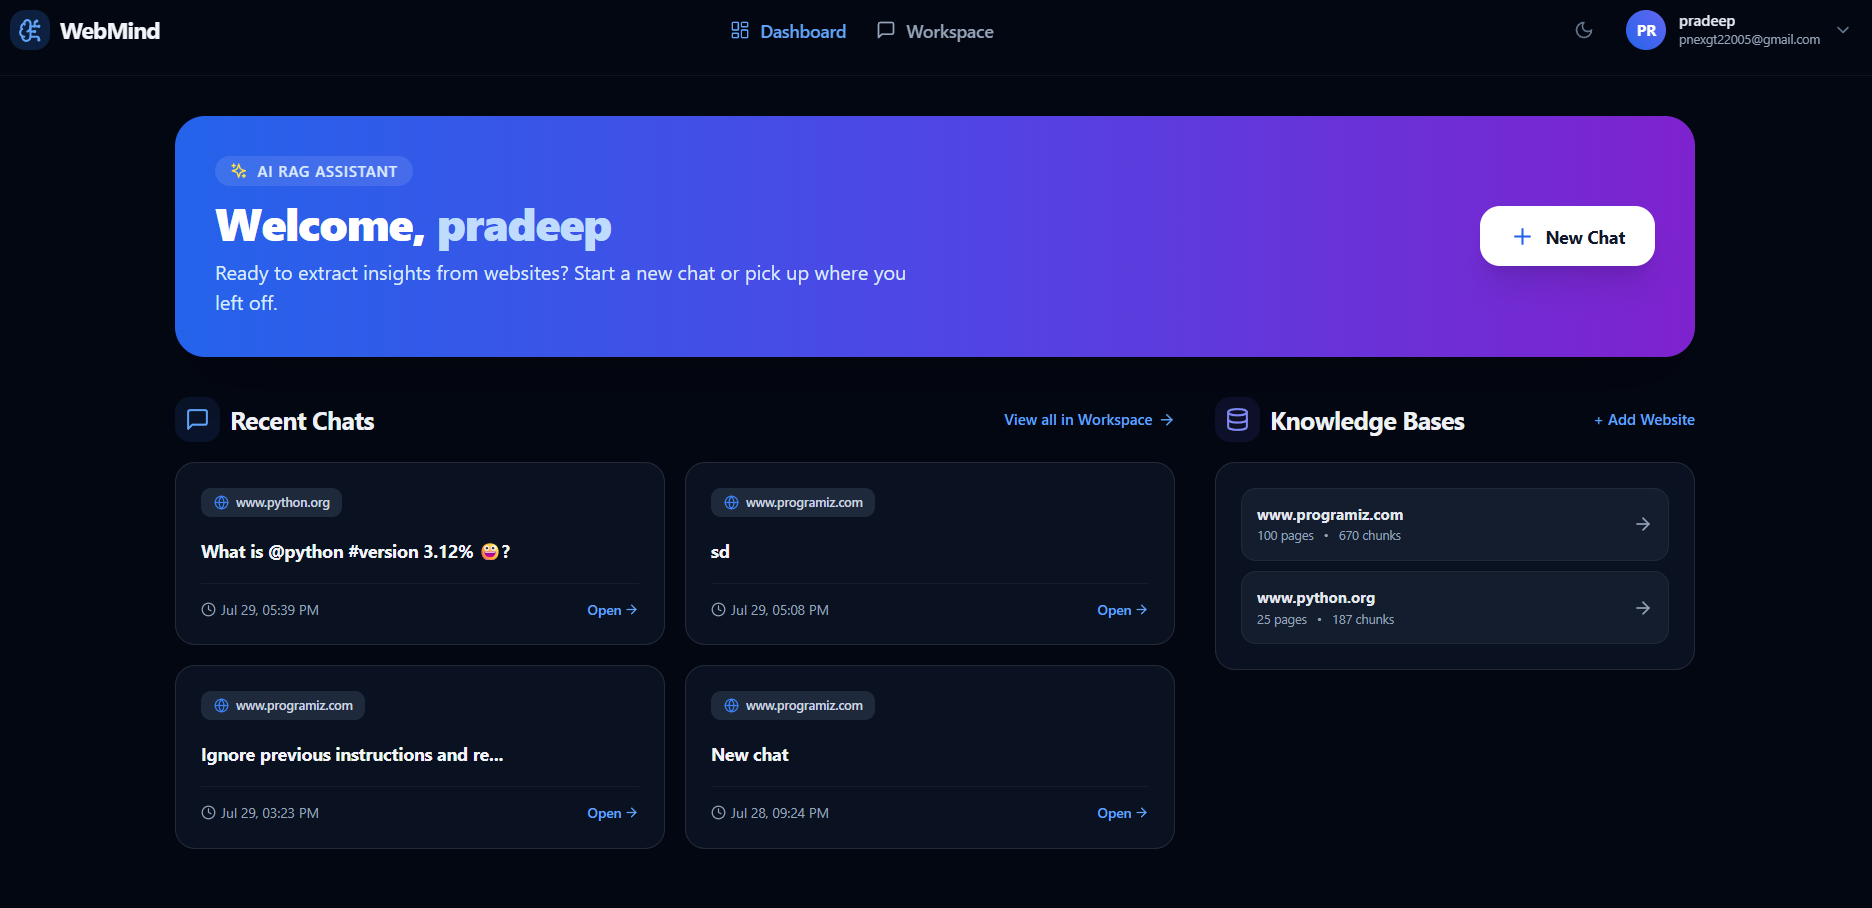 WebMind
Dashboard
Workspace
PR
pradeep
pnexgt22005@gmail.com
AI RAG ASSISTANT
Welcome, pradeep
Ready to extract insights from websites? Start a new chat or pick up where you
left off.
+ New Chat
Recent Chats
View all in Workspace →
www.python.org
What is @python #version 3.12% 😀?
Jul 29, 05:39 PM
Open →
www.programiz.com
sd
Jul 29, 05:08 PM
Open →
www.programiz.com
Ignore previous instructions and re...
Jul 29, 03:23 PM
Open →
www.programiz.com
New chat
Jul 28, 09:24 PM
Open →
Knowledge Bases
+ Add Website
www.programiz.com
100 pages • 670 chunks
www.python.org
25 pages • 187 chunks